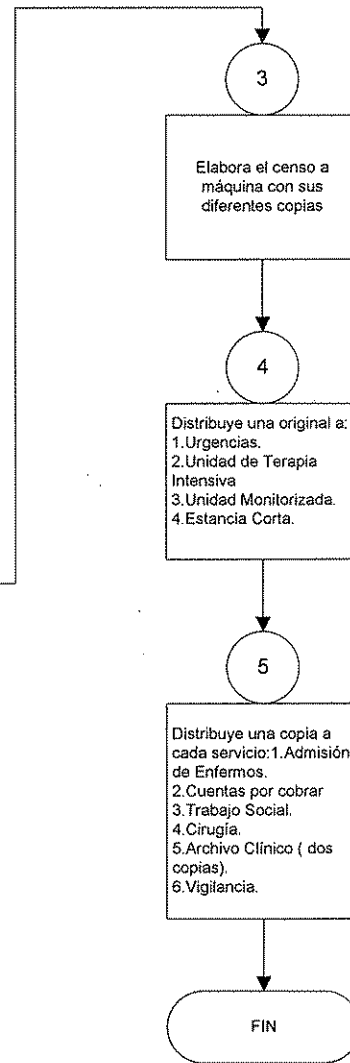 3
Elabora el censo a
máquina con sus
diferentes copias
4
Distribuye una original a:
1.Urgencias.
2.Unidad de Terapia
Intensiva
3.Unidad Monitorizada.
4.Estancia Corta.
5
Distribuye una copia a
cada servicio:1.Admisión
de Enfermos.
2.Cuentas por cobrar
3.Trabajo Social.
4.Cirugía.
5.Archivo Clínico ( dos
copias).
6.Vigilancia.
FIN